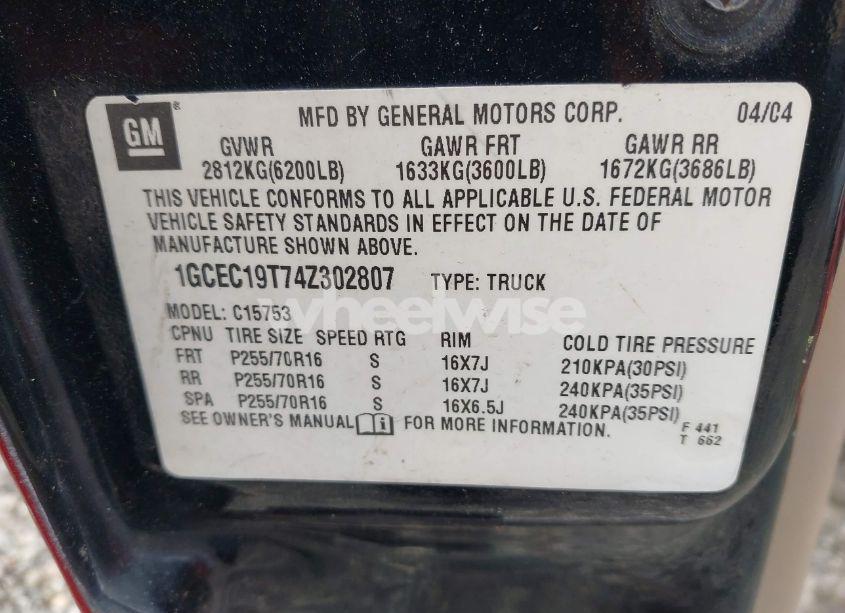 GM
®
MFD BY GENERAL MOTORS CORP. 04/04
GVWR GAWR FRT GAWR RR
2812KG(6200LB) 1633KG(3600LB) 1672KG(3686LB)
THIS VEHICLE CONFORMS TO ALL APPLICABLE U.S. FEDERAL MOTOR
VEHICLE SAFETY STANDARDS IN EFFECT ON THE DATE OF
MANUFACTURE SHOWN ABOVE.
1GCEC19T74Z302807 TYPE: TRUCK
MODEL: C15753
wheelwise
CPNU TIRE SIZE SPEED RTG RIM COLD TIRE PRESSURE
FRT P255/70R16 S 16X7J 210KPA(30PSI)
RR P255/70R16 S 16X7J 240KPA(35PSI)
SPA P255/70R16 S 16X6.5J 240KPA(35PSI)
SEE OWNER'S MANUAL i FOR MORE INFORMATION.
F 441
T 662